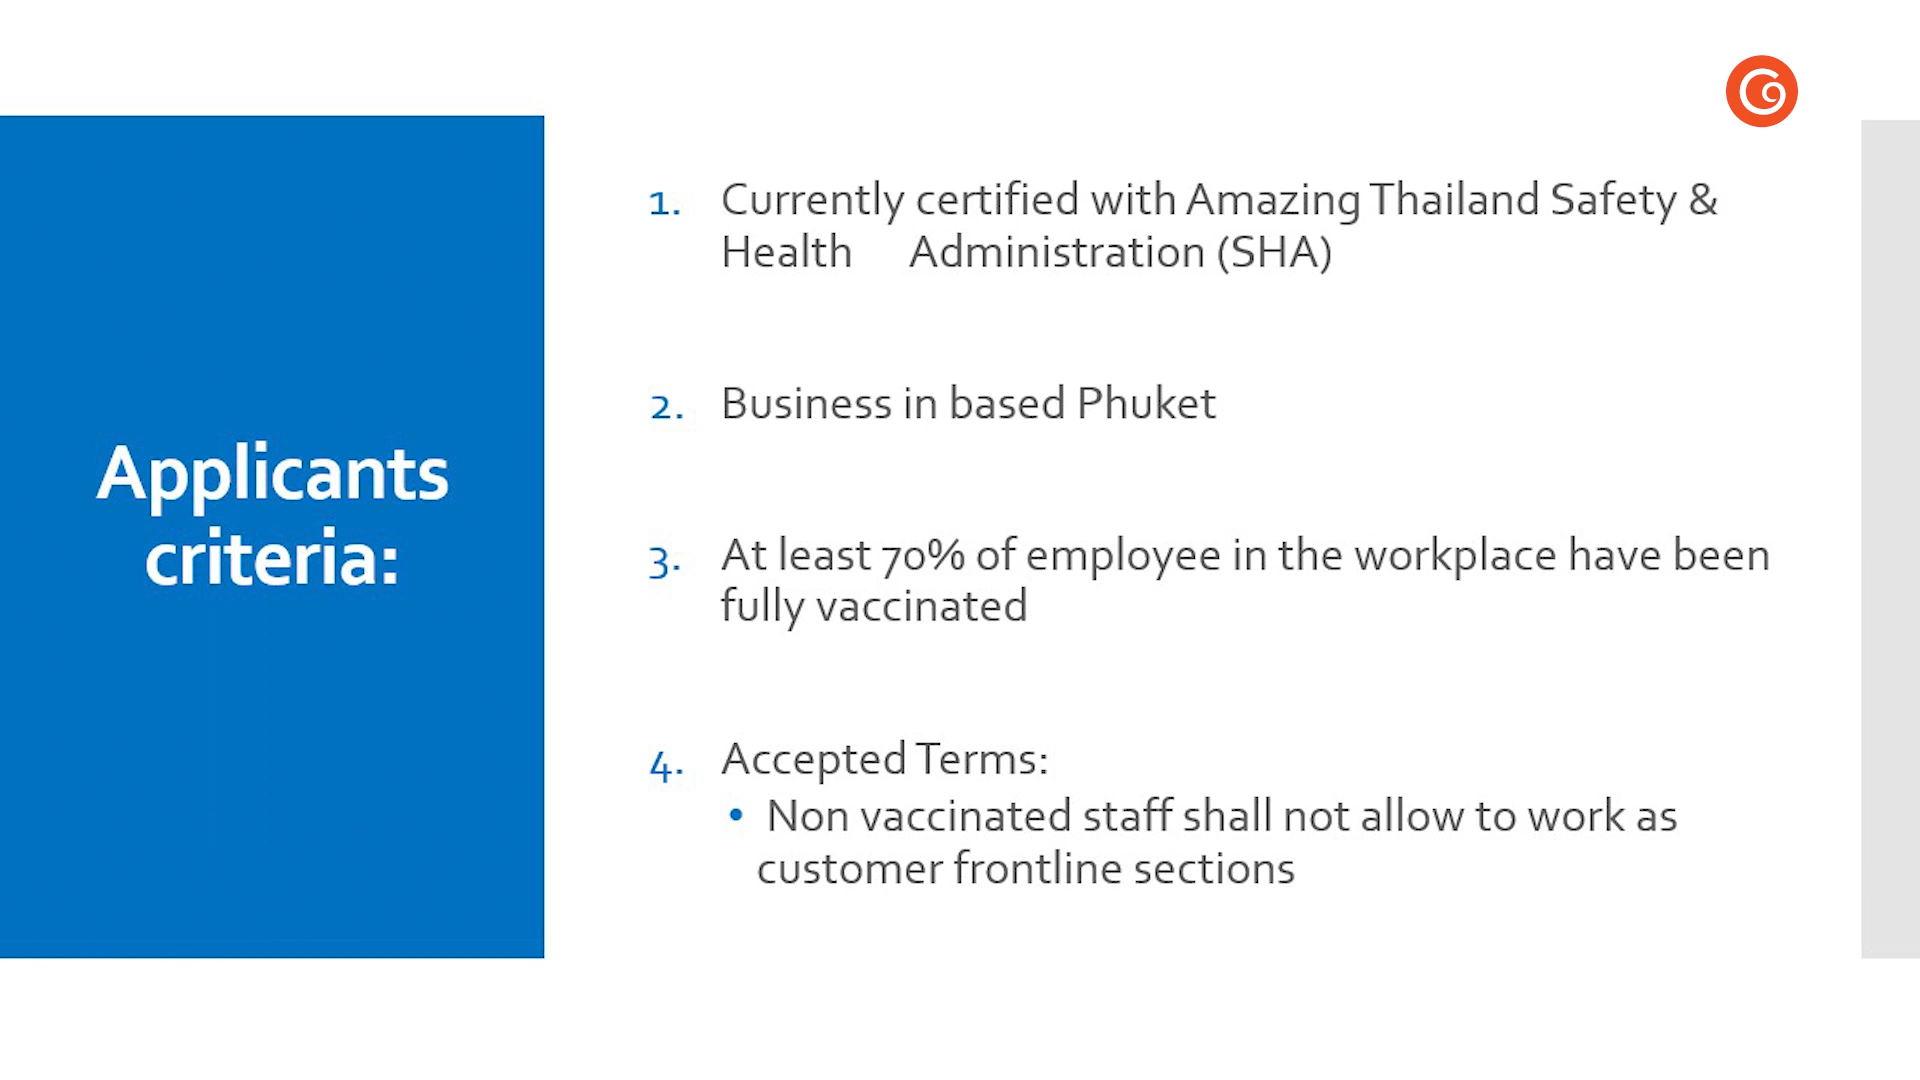 Applicants
criteria:
1. Currently certified with Amazing Thailand Safety &
Health Administration (SHA)
2. Business in based Phuket
3. At least 70% of employee in the workplace have been
fully vaccinated
4. Accepted Terms:
• Non vaccinated staff shall not allow to work as
customer frontline sections